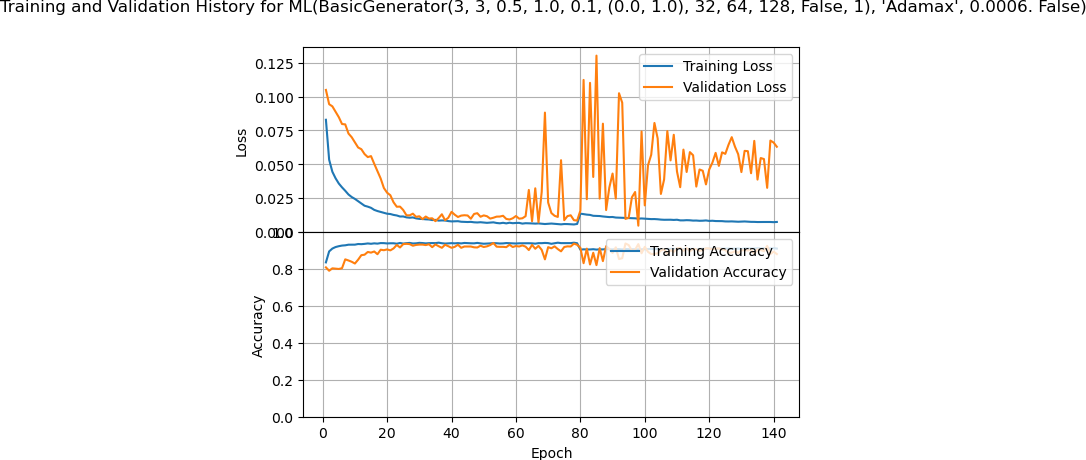 Training and Validation History for ML(BasicGenerator(3, 3, 0.5, 1.0, 0.1, (0.0, 1.0), 32, 64, 128, False, 1), 'Adamax', 0.0006. False)
0.125
0.100
0.075
0.050
0.025
0.000
Loss
Training Loss
Validation Loss
1.0
0.8
0.6
0.4
0.2
0.0
Accuracy
Training Accuracy
Validation Accuracy
0 20 40 60 80 100 120 140
Epoch